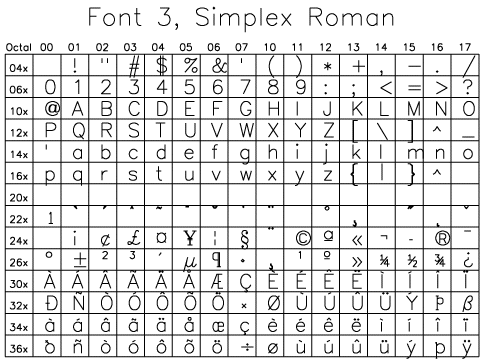 Font 3, Simplex Roman
Octal 00 01 02 03 04 05 06 07 10 11 12 13 14 15 16 17
04x ! " # $ % & ' ( ) * + , − . /
06x 0 1 2 3 4 5 6 7 8 9 : ; < = > ?
10x @ A B C D E F G H I J K L M N O
12x P Q R S T U V W X Y Z [ \ ] ^ _
14x ' a b c d e f g h i j k l m n o
16x p q r s t u v w x y z { | } ^
20x
22x 1 ` ´ ˆ ˜ ¯ ˘ ˙ ¨ ° ¸ ˝ ˛ ˇ
24x ¡ ¢ £ ¤ ¥ ¦ § ¨ © ª « ¬ - ® ¯
26x ° ± ² ³ ´ µ ¶ · ¸ ¹ º » ¼ ½ ¾ ¿
30x À Á Â Ã Ä Å Æ Ç È É Ê Ë Ì Í Î Ï
32x Ð Ñ Ò Ó Ô Õ Ö × Ø Ù Ú Û Ü Ý Þ ß
34x à á â ã ä å æ ç è é ê ë ì í î ï
36x ð ñ ò ó ô õ ö ÷ ø ù ú û ü ý þ ÿ